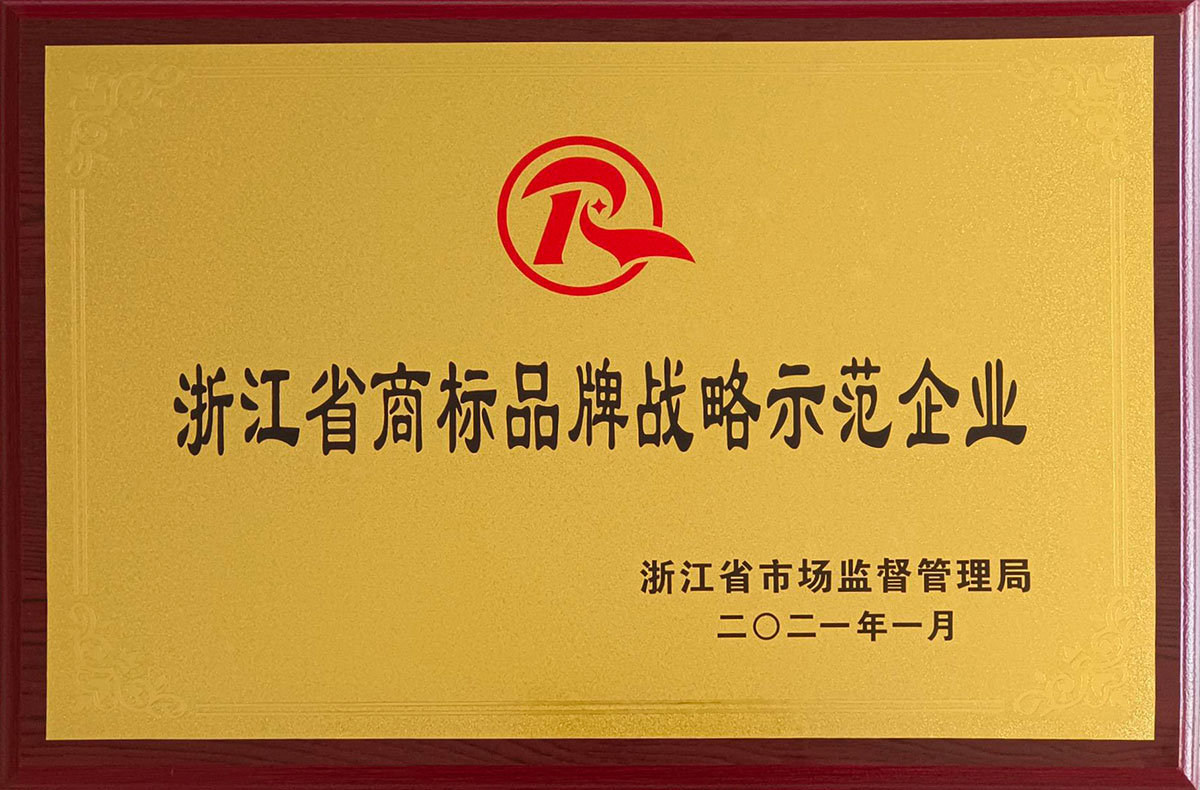 浙江省商标品牌战略示范企业
浙江省市场监督管理局
二〇二一年一月